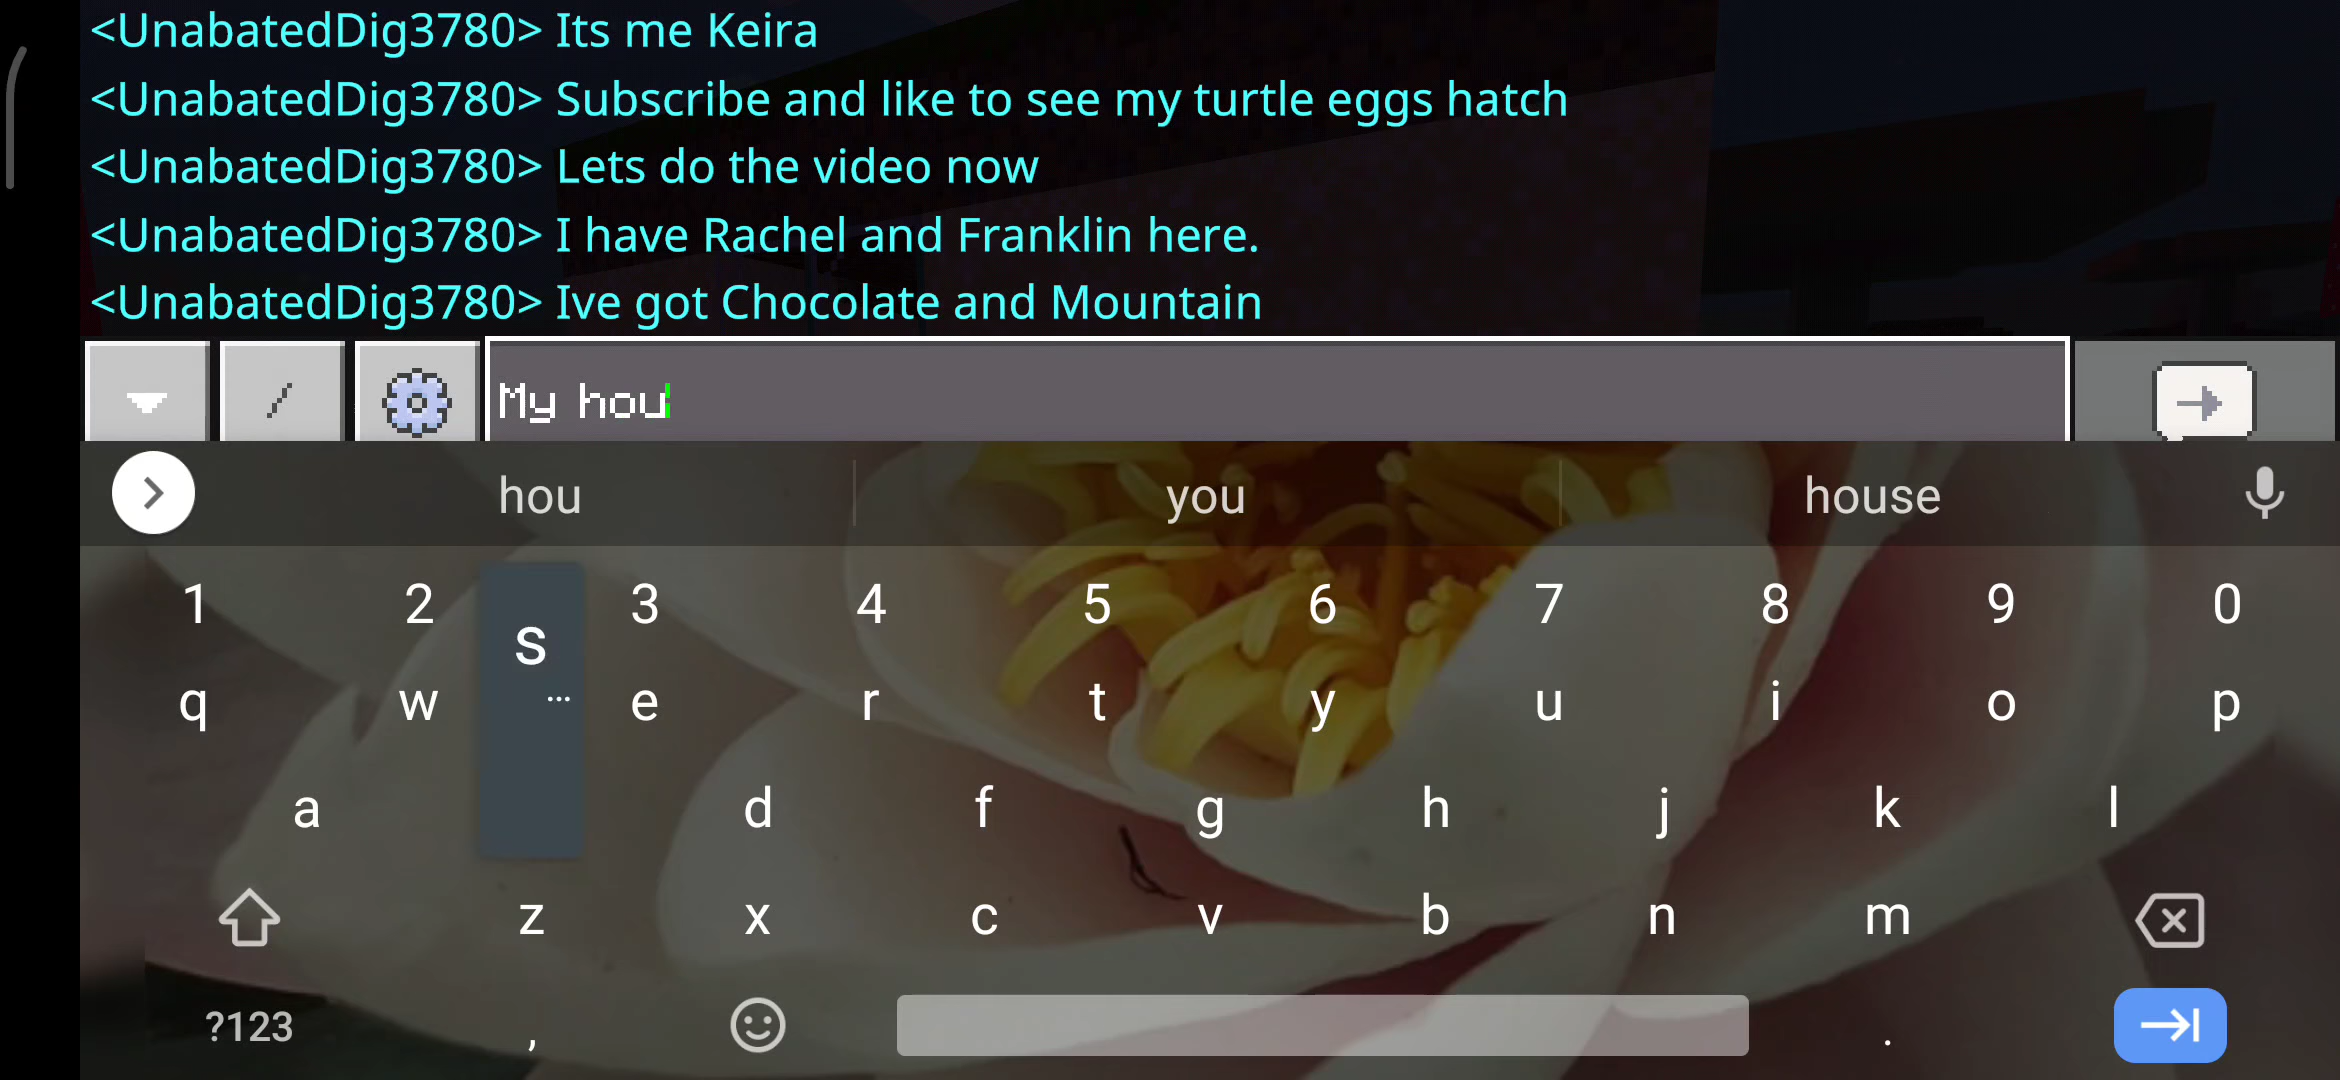 <UnabatedDig3780> Its me Keira
<UnabatedDig3780> Subscribe and like to see my turtle eggs hatch
<UnabatedDig3780> Lets do the video now
<UnabatedDig3780> I have Rachel and Franklin here.
<UnabatedDig3780> Ive got Chocolate and Mountain
/ My hou
hou you house
1 2 3 4 5 6 7 8 9 0
s ...
q w e r t y u i o p
a d f g h j k l
z x c v b n m
?123 , .